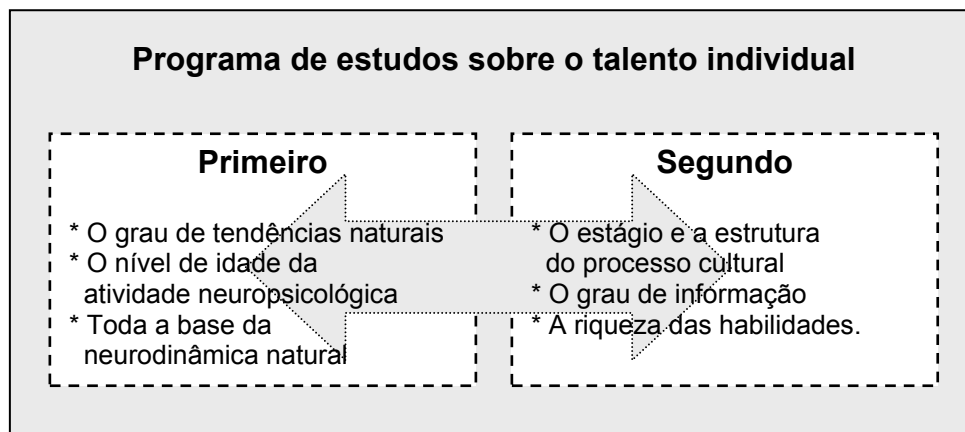 Programa de estudos sobre o talento individual
Primeiro
* O grau de tendências naturais
* O nível de idade da
atividade neuropsicológica
* Toda a base da
neurodinâmica natural
Segundo
* O estágio e a estrutura
do processo cultural
* O grau de informação
* A riqueza das habilidades.